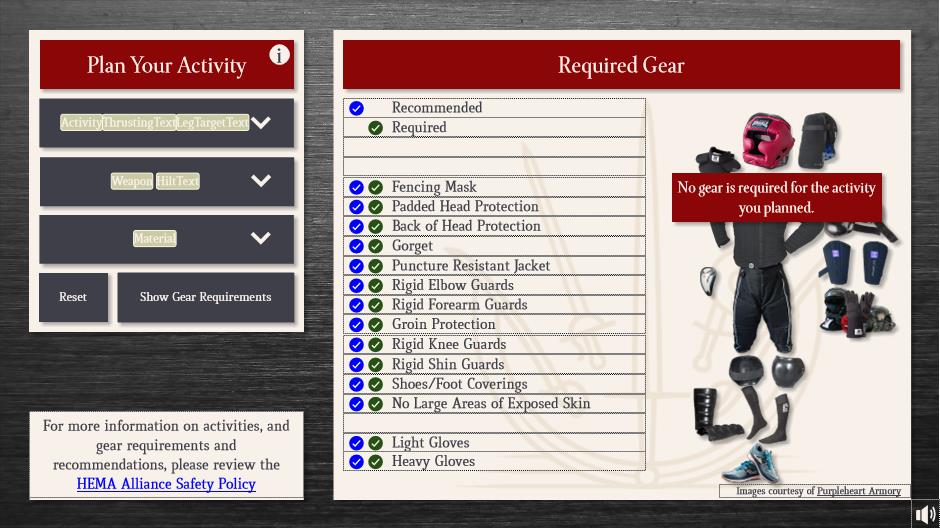 Plan Your Activity
i
ActivityThrustingTextLegTargetText
Weapon HiltText
Material
Reset
Show Gear Requirements
For more information on activities, and
gear requirements and
recommendations, please review the
HEMA Alliance Safety Policy
Required Gear
Recommended
Required
Fencing Mask
Padded Head Protection
Back of Head Protection
Gorget
Puncture Resistant Jacket
Rigid Elbow Guards
Rigid Forearm Guards
Groin Protection
Rigid Knee Guards
Rigid Shin Guards
Shoes/Foot Coverings
No Large Areas of Exposed Skin
Light Gloves
Heavy Gloves
No gear is required for the activity
you planned.
Images courtesy of Purpleheart Armory